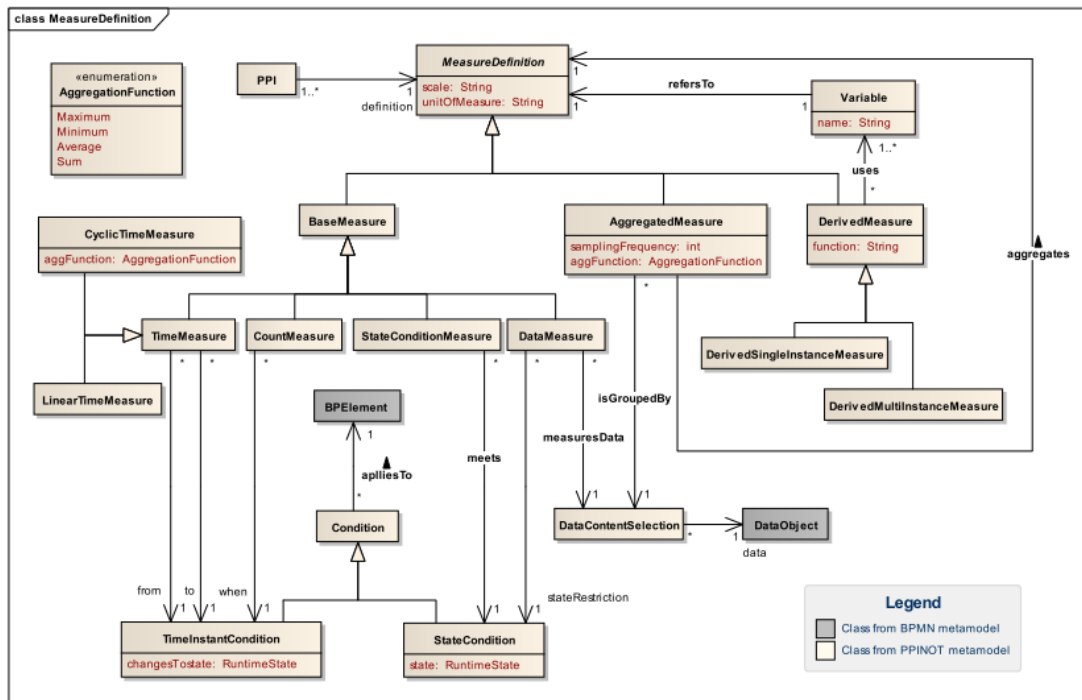 class MeasureDefinition
«enumeration»
AggregationFunction
Maximum
Minimum
Average
Sum
PPI
1..*
definition
1
MeasureDefinition
scale: String
unitOfMeasure: String
1
1
refersTo
1
Variable
name: String
1..*
uses
*
BaseMeasure
AggregatedMeasure
samplingFrequency: int
aggFunction: AggregationFunction
*
DerivedMeasure
function: String
aggregates
CyclicTimeMeasure
aggFunction: AggregationFunction
TimeMeasure
CountMeasure
StateConditionMeasure
DataMeasure
*
*
*
*
*
*
DerivedSingleInstanceMeasure
LinearTimeMeasure
DerivedMultiInstanceMeasure
BPElement
1
isGroupedBy
measuresData
meets
aplliesTo
*
1
1
Condition
DataContentSelection
*
1
data
DataObject
from
to
when
1
1
1
1
1
stateRestriction
TimeInstantCondition
changesTostate: RuntimeState
StateCondition
state: RuntimeState
Legend
Class from BPMN metamodel
Class from PPINOT metamodel